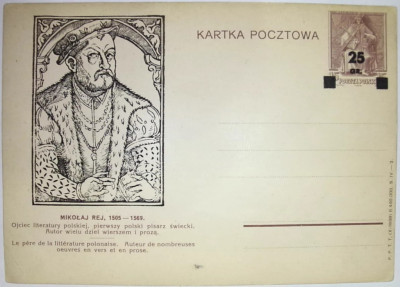 KARTKA POCZTOWA
25
GR.
MIKOŁAJ REJ, 1505 — 1569.
Ojciec literatury polskiej, pierwszy polski pisarz świecki.
Autor wielu dzieł wierszem i prozą.
Le père de la littérature polonaise. Auteur de nombreuses
oeuvres en vers et en prose.